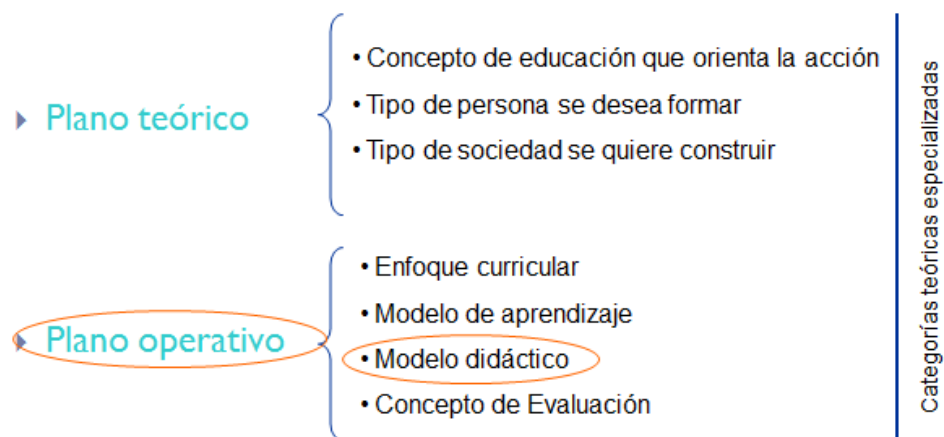 Plano teórico
• Concepto de educación que orienta la acción
• Tipo de persona se desea formar
• Tipo de sociedad se quiere construir
Plano operativo
• Enfoque curricular
• Modelo de aprendizaje
• Modelo didáctico
• Concepto de Evaluación
Categorías teóricas especializadas